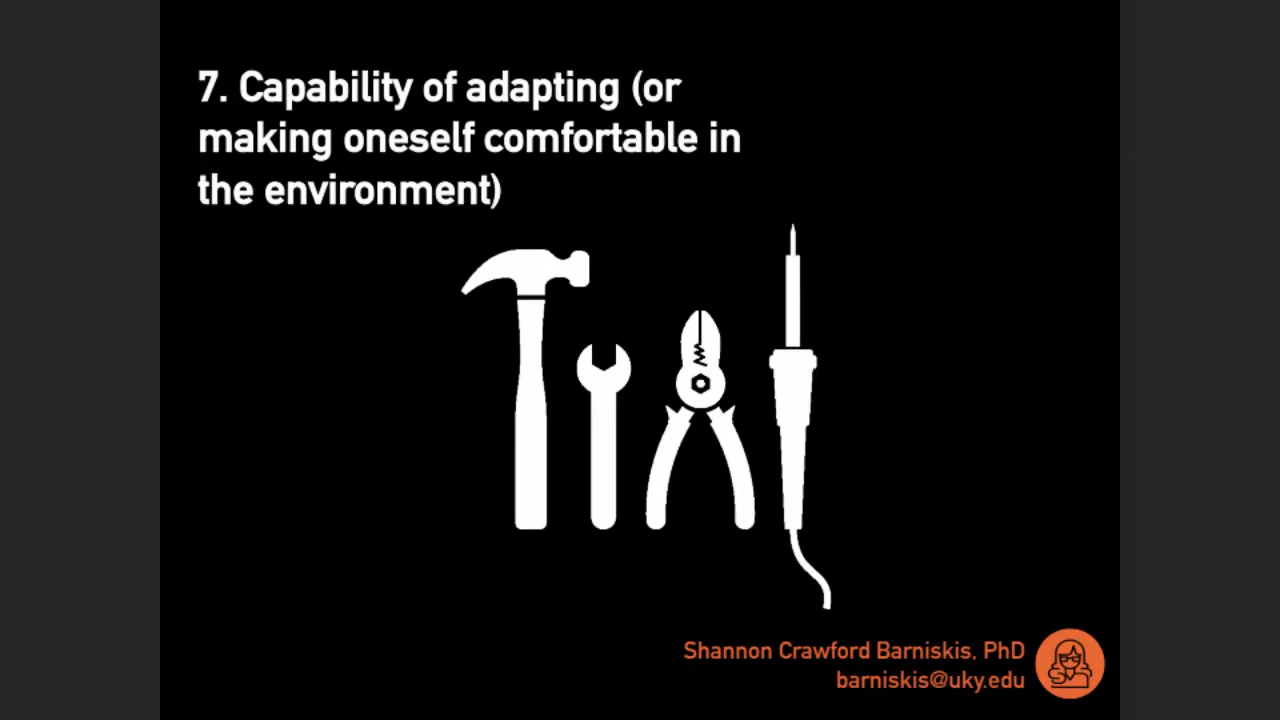 7. Capability of adapting (or
making oneself comfortable in
the environment)
Shannon Crawford Barniskis, PhD
barniskis@uky.edu